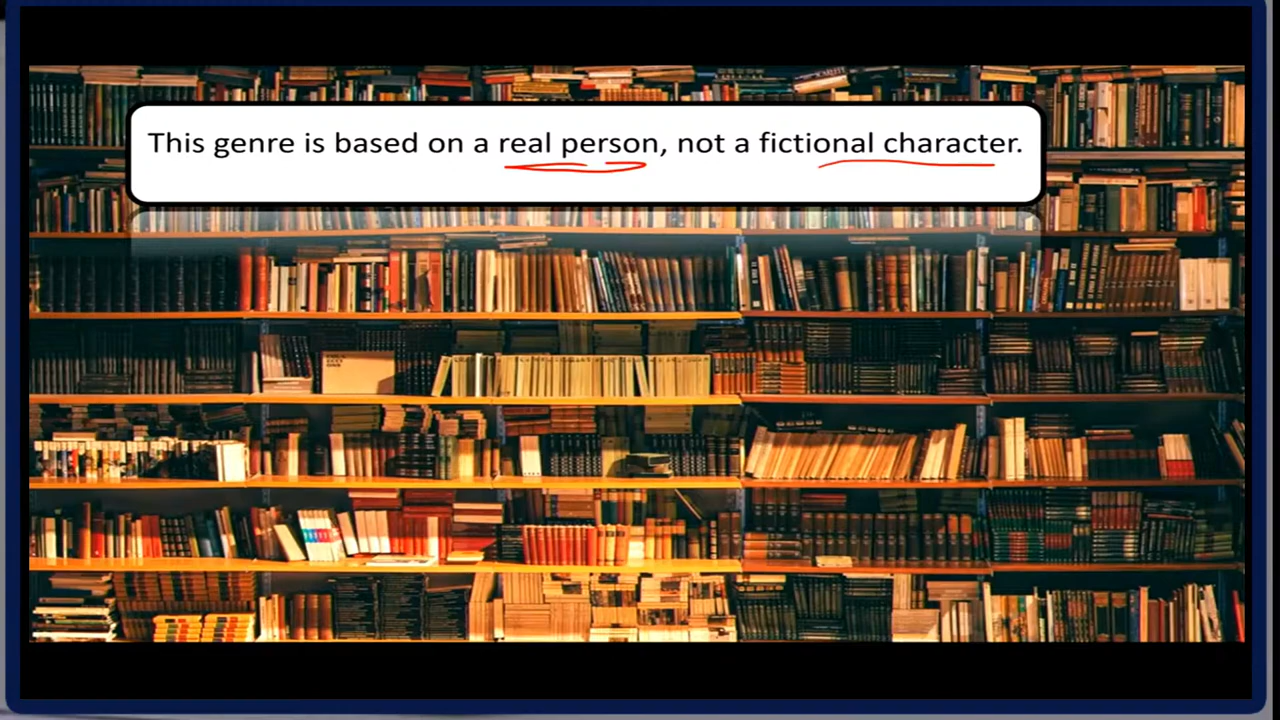 This genre is based on a real person, not a fictional character.